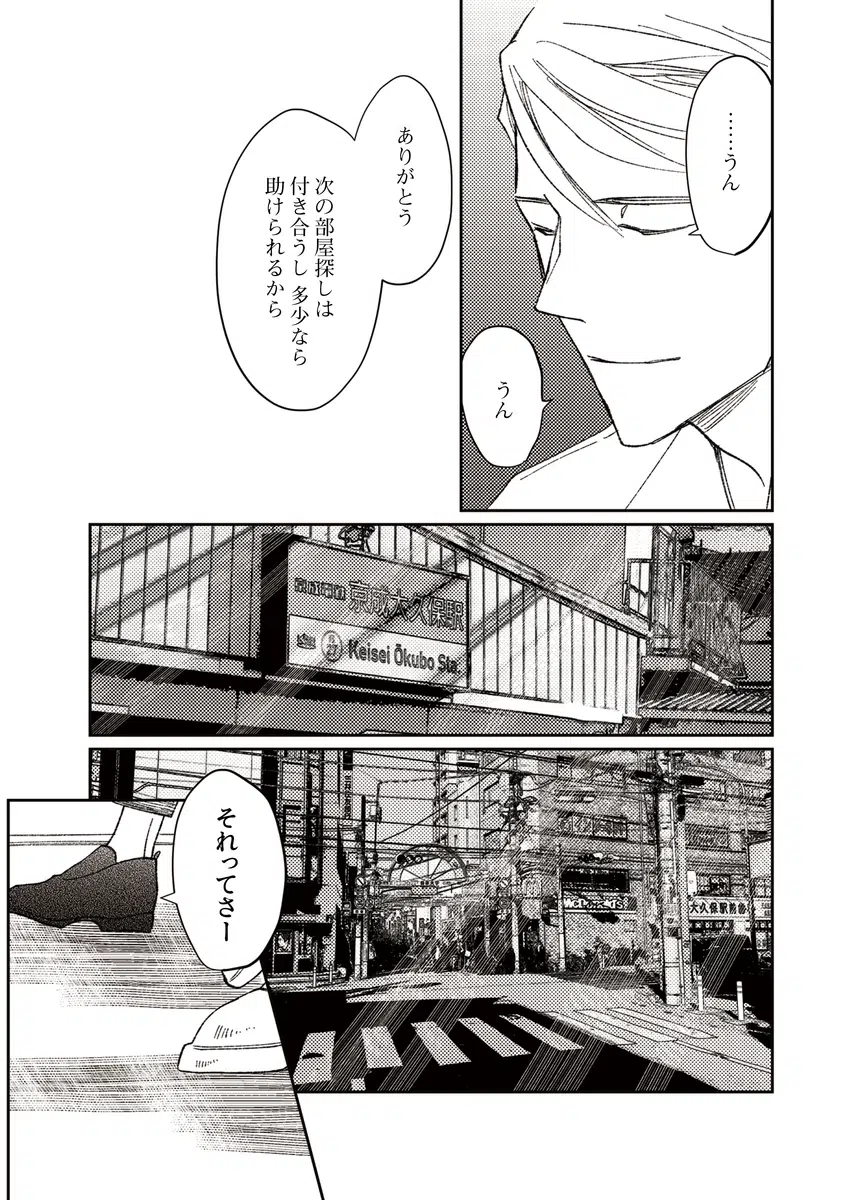 ……うん
うん
ありがとう
次の部屋探しは
付き合うし 多少なら
助けられるから
京成大久保駅
Keisei Ōkubo Sta.
McDonald's
大久保駅前
それってさー